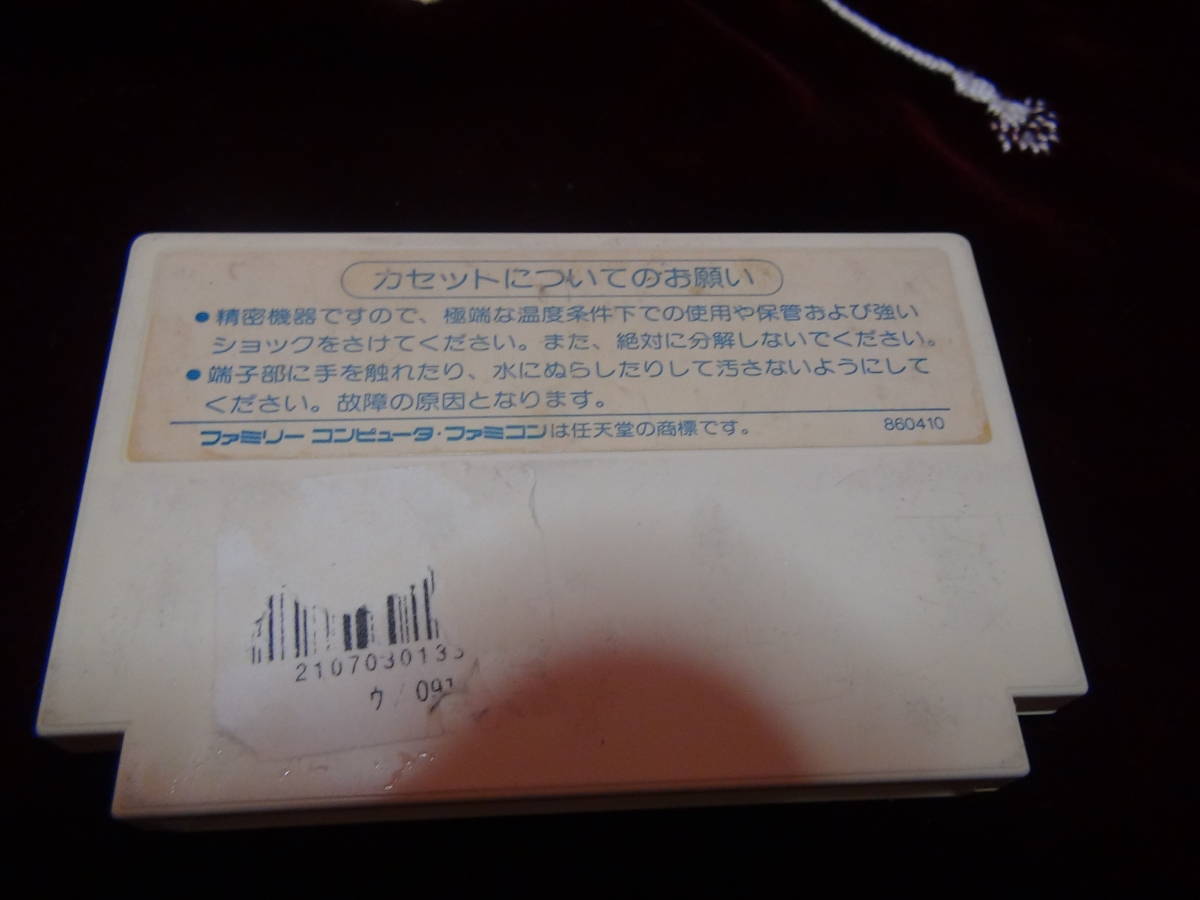 カセットについてのお願い
●精密機器ですので、極端な温度条件下での使用や保管および強い
ショックをさけてください。また、絶対に分解しないでください。
●端子部に手を触れたり、水にぬらしたりして汚さないようにして
ください。故障の原因となります。
ファミリー コンピュータ・ファミコンは任天堂の商標です。 860410
210703013
ウ / 091